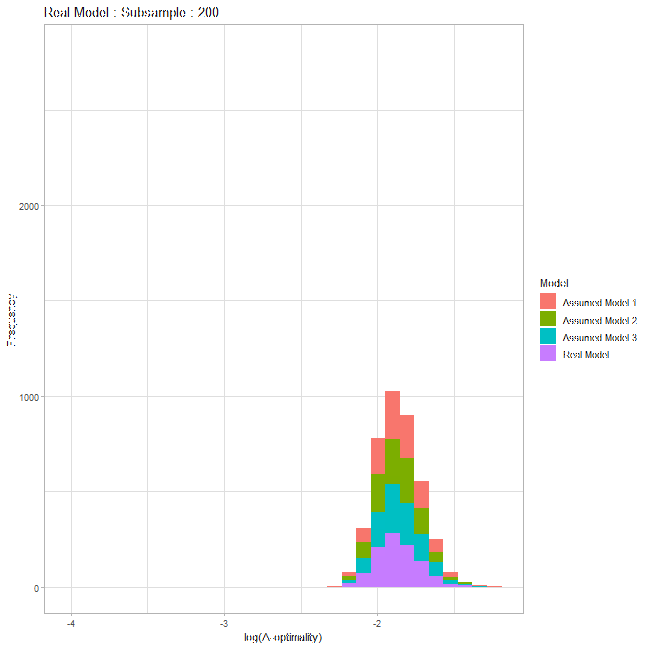 Real Model : Subsample : 200
2000
1000
0
Frequency
-4
-3
-2
log(A-optimality)
Model
Assumed Model 1
Assumed Model 2
Assumed Model 3
Real Model